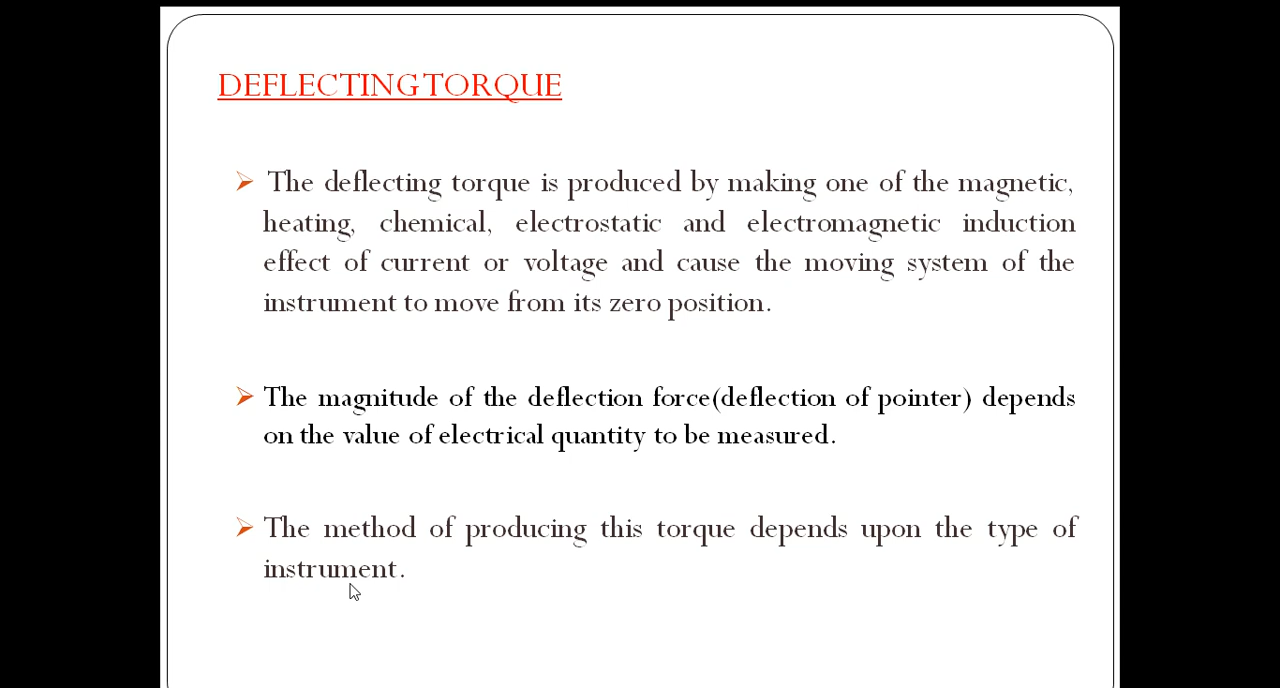 DEFLECTING TORQUE
The deflecting torque is produced by making one of the magnetic,
heating, chemical, electrostatic and electromagnetic induction
effect of current or voltage and cause the moving system of the
instrument to move from its zero position.
The magnitude of the deflection force(deflection of pointer) depends
on the value of electrical quantity to be measured.
The method of producing this torque depends upon the type of
instrument.